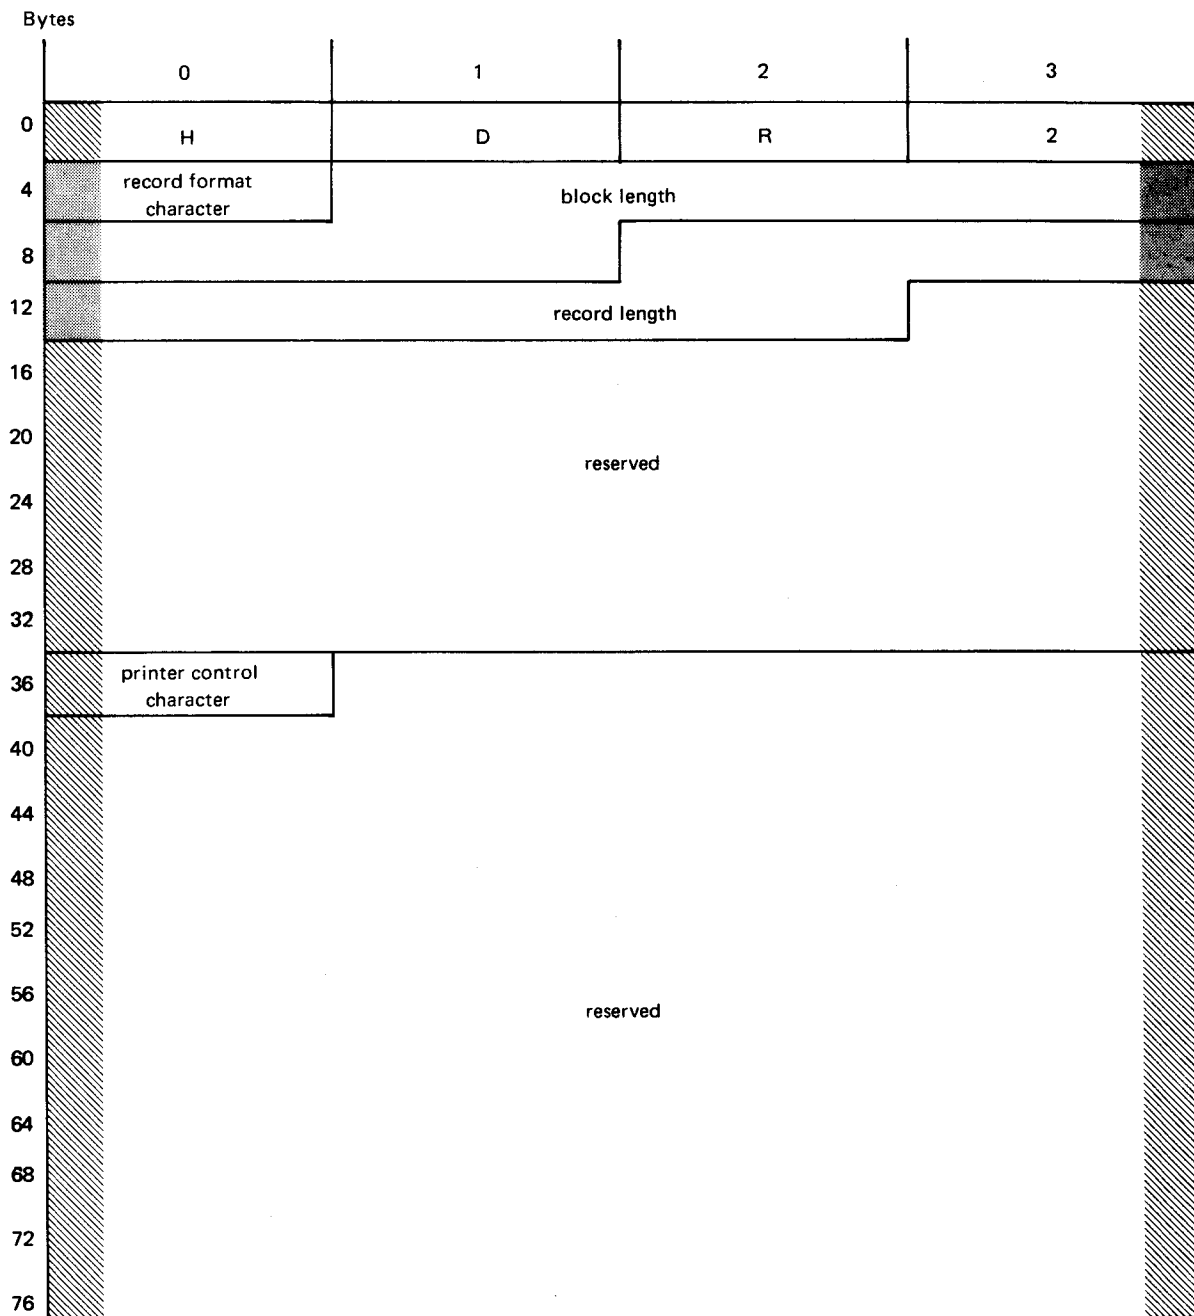 Bytes
0 1 2 3
0 H D R 2
4 record format
character
block length
8
12 record length
16
20
reserved
24
28
32
36 printer control
character
40
44
48
52
56
reserved
60
64
68
72
76